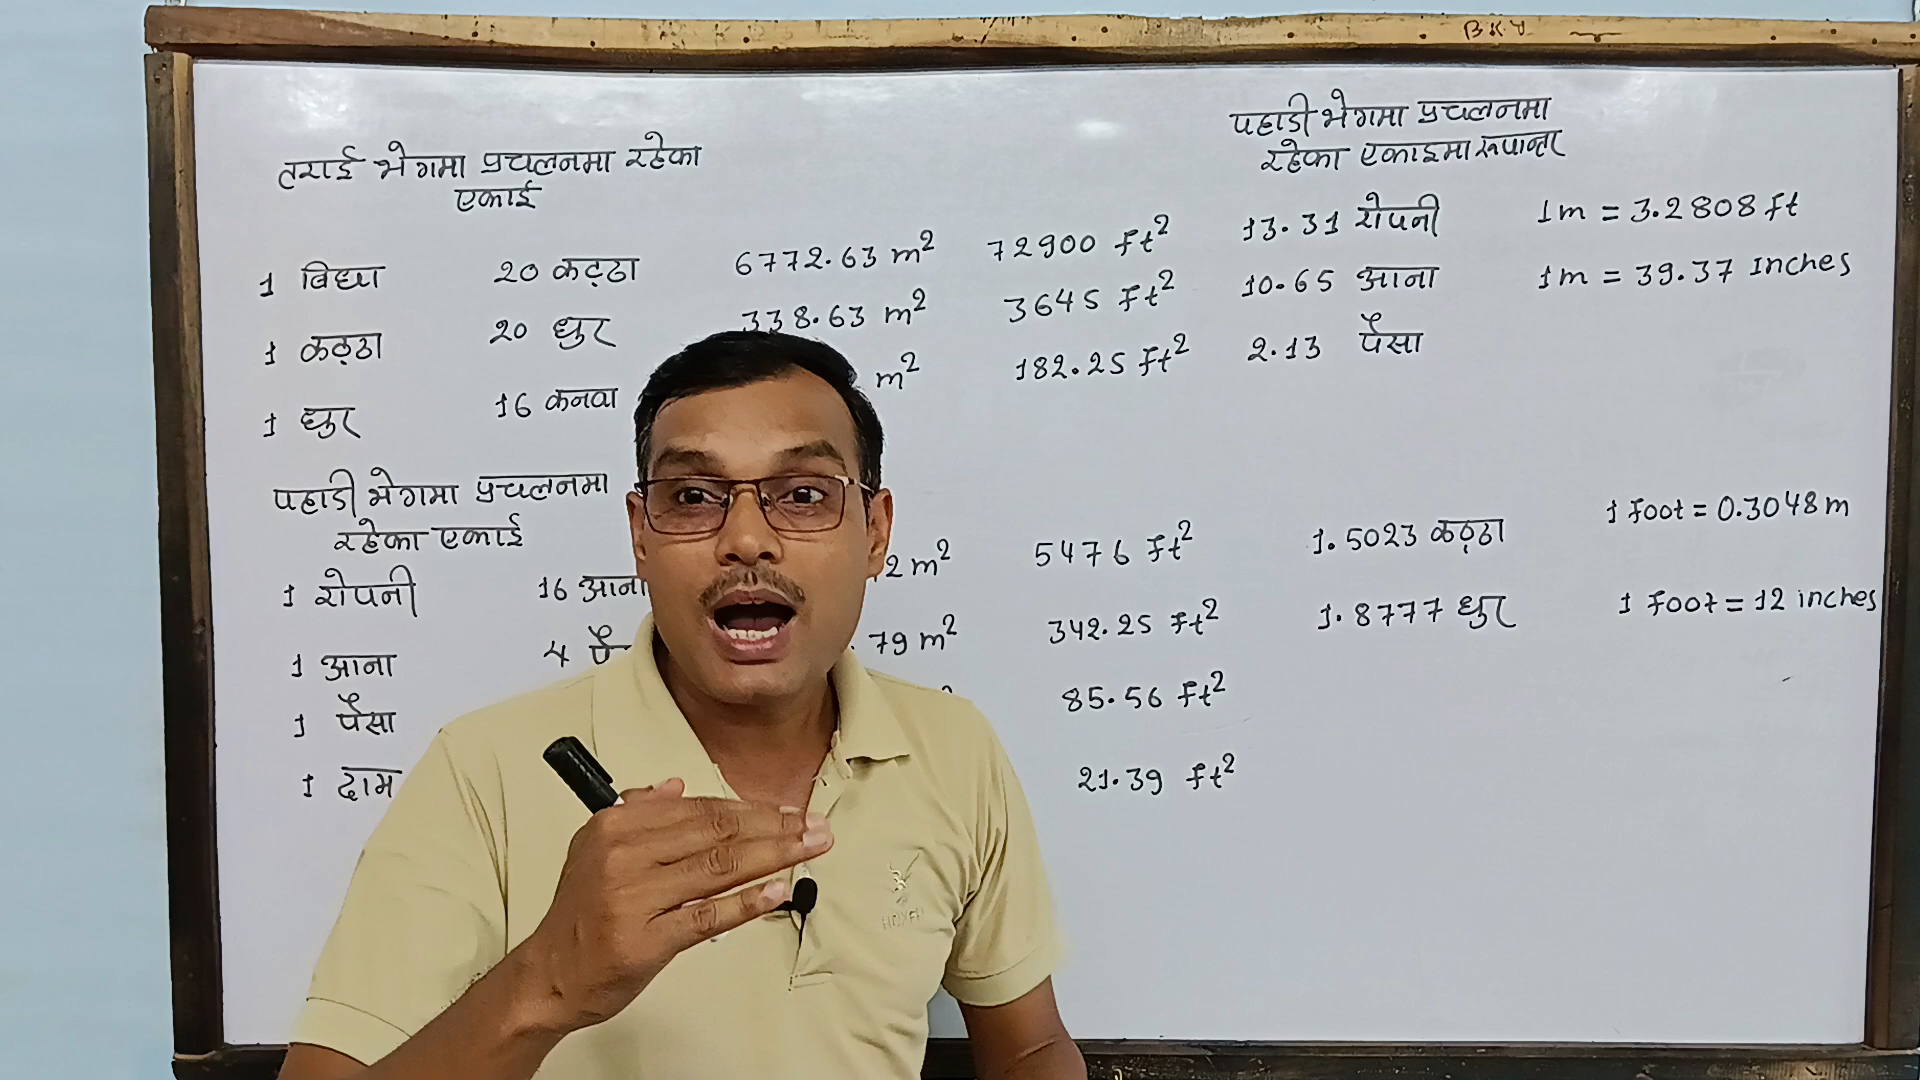 B.K.Y
पहाडी भेगमा प्रचलनमा
रहेका एकाइमा रूपान्तर
तराई भेगमा प्रचलनमा रहेका
एकाई
1 बिघा 20 कट्ठा 6772.63 m² 72900 ft² 13.31 रोपनी 1m = 3.2808 ft
1 कठ्ठा 20 धुर 338.63 m² 3645 ft² 10.65 आना 1m = 39.37 Inches
1 धुर 16 कनवा m² 182.25 ft² 2.13 पैसा
पहाडी भेगमा प्रचलनमा
रहेका एकाई
1 रोपनी 16 आना 2 m² 5476 ft² 1.5023 कठ्ठा 1 foot = 0.3048 m
1 आना 4 पै .79 m² 342.25 ft² 1.8777 धुर 1 foot = 12 inches
1 पैसा 85.56 ft²
1 दाम 21.39 ft²